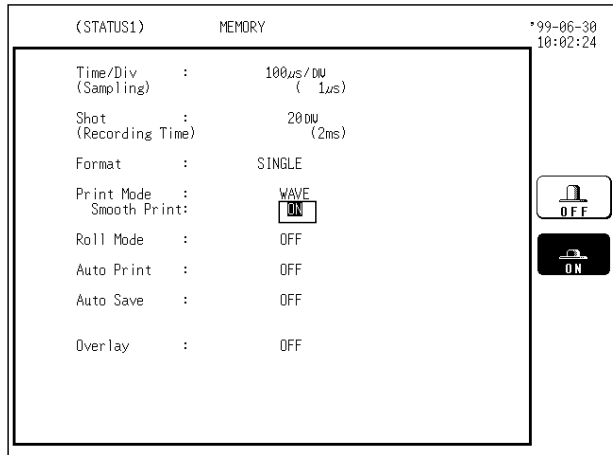 (STATUS1) MEMORY '99-06-30
10:02:24
Time/Div : 100µs/DIV
(Sampling) ( 1µs)
Shot : 20DIV
(Recording Time) (2ms)
Format : SINGLE
Print Mode : WAVE
Smooth Print: ON
Roll Mode : OFF
Auto Print : OFF
Auto Save : OFF
Overlay : OFF
OFF
ON